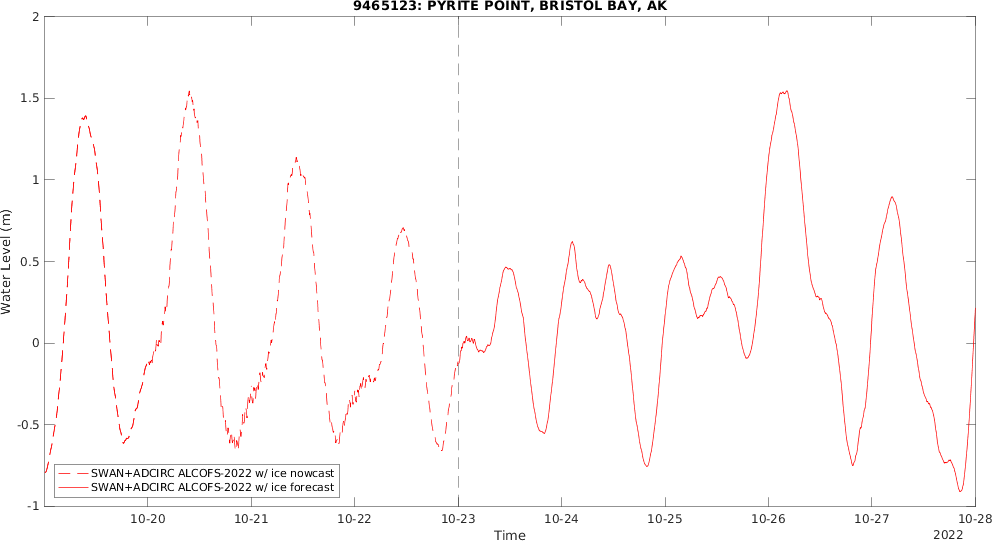 9465123: PYRITE POINT, BRISTOL BAY, AK
Water Level (m)
2
1.5
1
0.5
0
-0.5
-1
SWAN+ADCIRC ALCOFS-2022 w/ ice nowcast
SWAN+ADCIRC ALCOFS-2022 w/ ice forecast
10-20 10-21 10-22 10-23 10-24 10-25 10-26 10-27 10-28
Time
2022